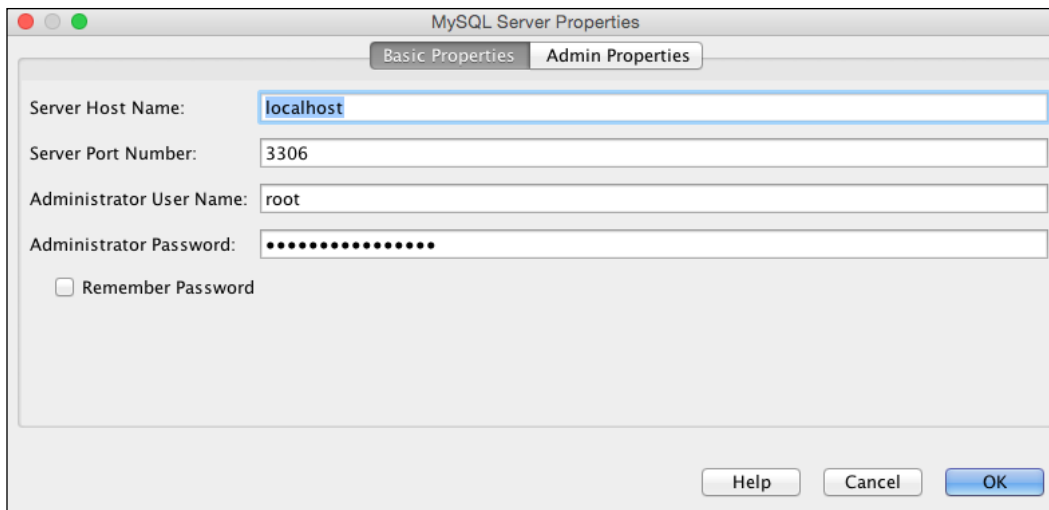 MySQL Server Properties
Basic Properties Admin Properties
Server Host Name: localhost
Server Port Number: 3306
Administrator User Name: root
Administrator Password: ••••••••••••••••
Remember Password
Help Cancel OK